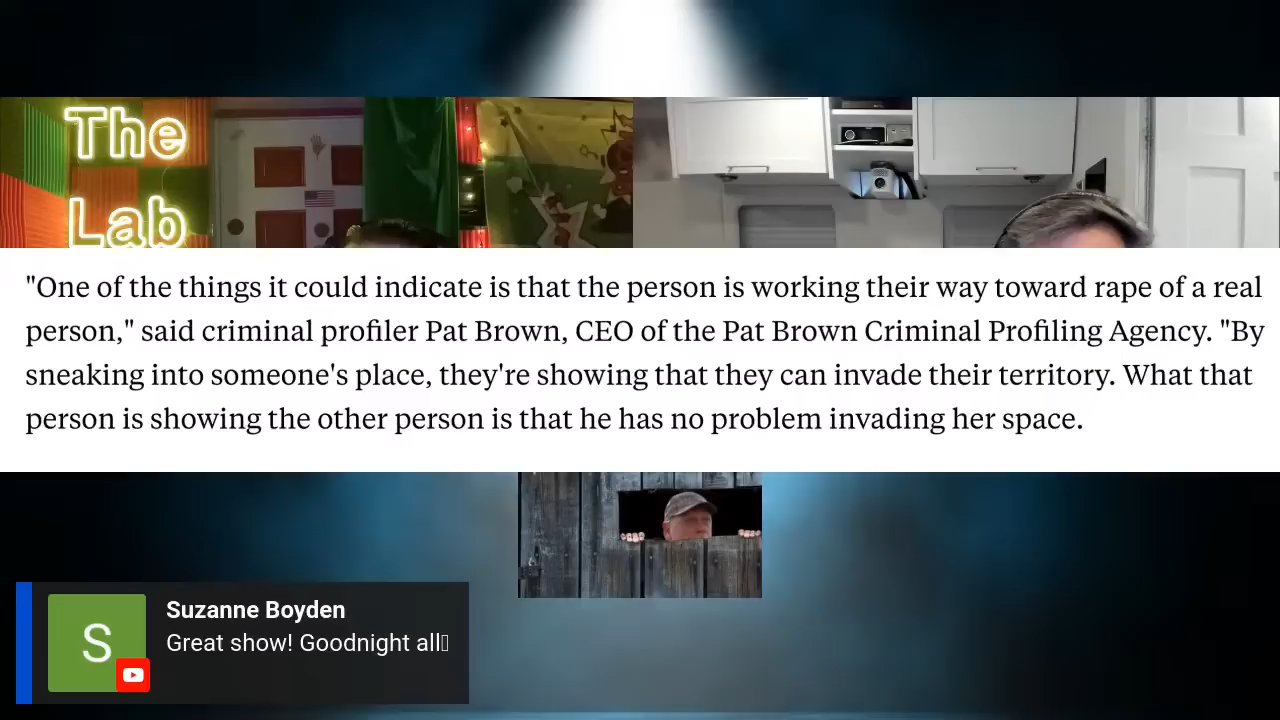 The
Lab
"One of the things it could indicate is that the person is working their way toward rape of a real
person," said criminal profiler Pat Brown, CEO of the Pat Brown Criminal Profiling Agency. "By
sneaking into someone's place, they're showing that they can invade their territory. What that
person is showing the other person is that he has no problem invading her space.
S
Suzanne Boyden
Great show! Goodnight all